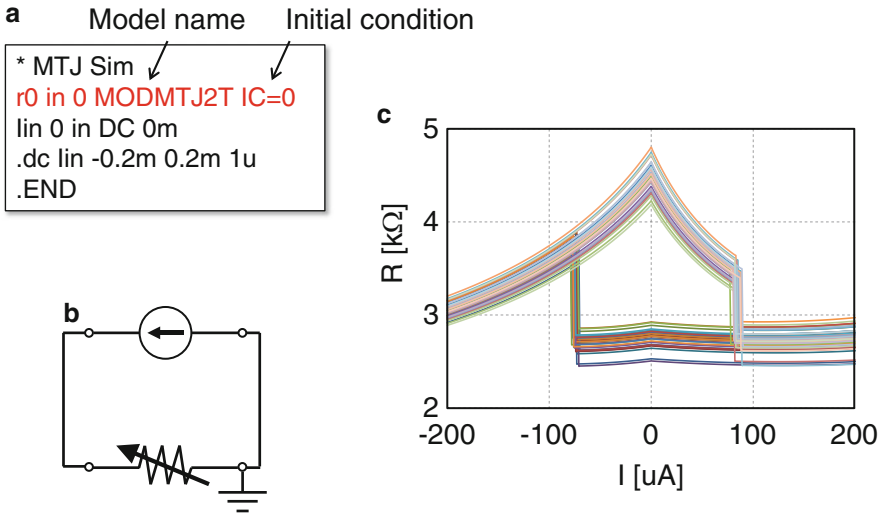 a
Model name
Initial condition
* MTJ Sim
r0 in 0 MODMTJ2T IC=0
Iin 0 in DC 0m
.dc Iin -0.2m 0.2m 1u
.END
b
c
R [kΩ]
5
4
3
2
-200
-100
0
100
200
I [uA]